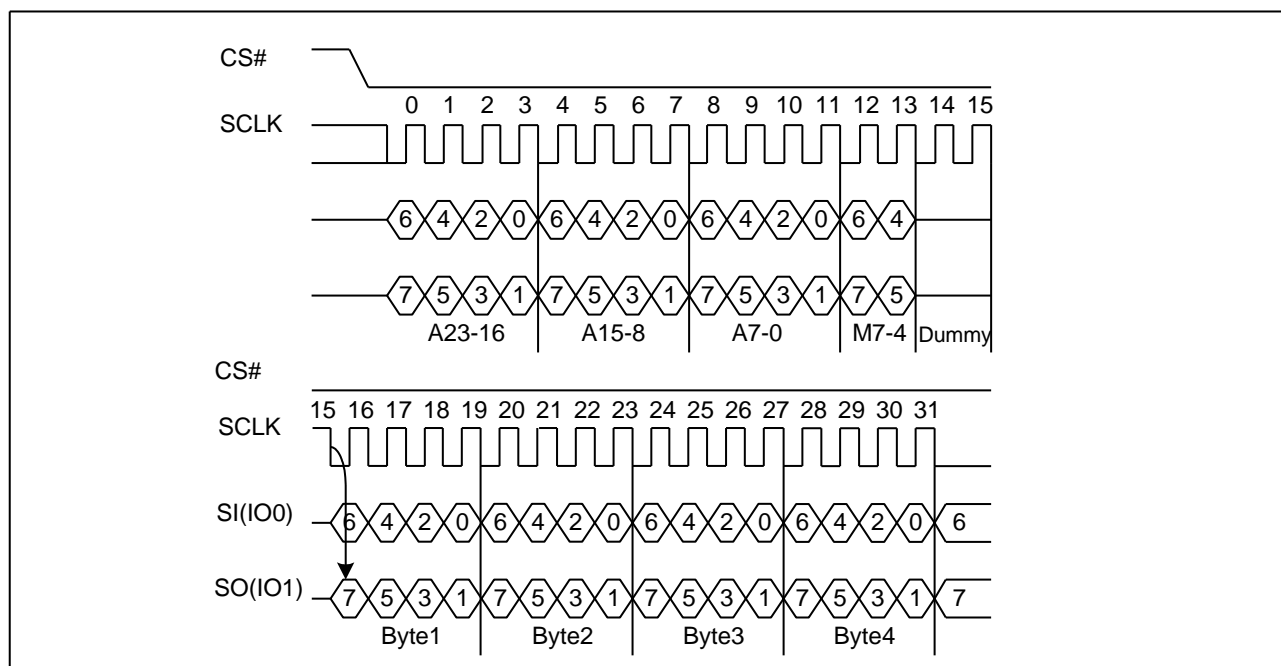 CS#
0 1 2 3 4 5 6 7 8 9 10 11 12 13 14 15
SCLK
6 4 2 0 6 4 2 0 6 4 2 0 6 4
7 5 3 1 7 5 3 1 7 5 3 1 7 5
A23-16 A15-8 A7-0 M7-4 Dummy
CS#
15 16 17 18 19 20 21 22 23 24 25 26 27 28 29 30 31
SCLK
SI(IO0) 6 4 2 0 6 4 2 0 6 4 2 0 6 4 2 0 6
SO(IO1) 7 5 3 1 7 5 3 1 7 5 3 1 7 5 3 1 7
Byte1 Byte2 Byte3 Byte4